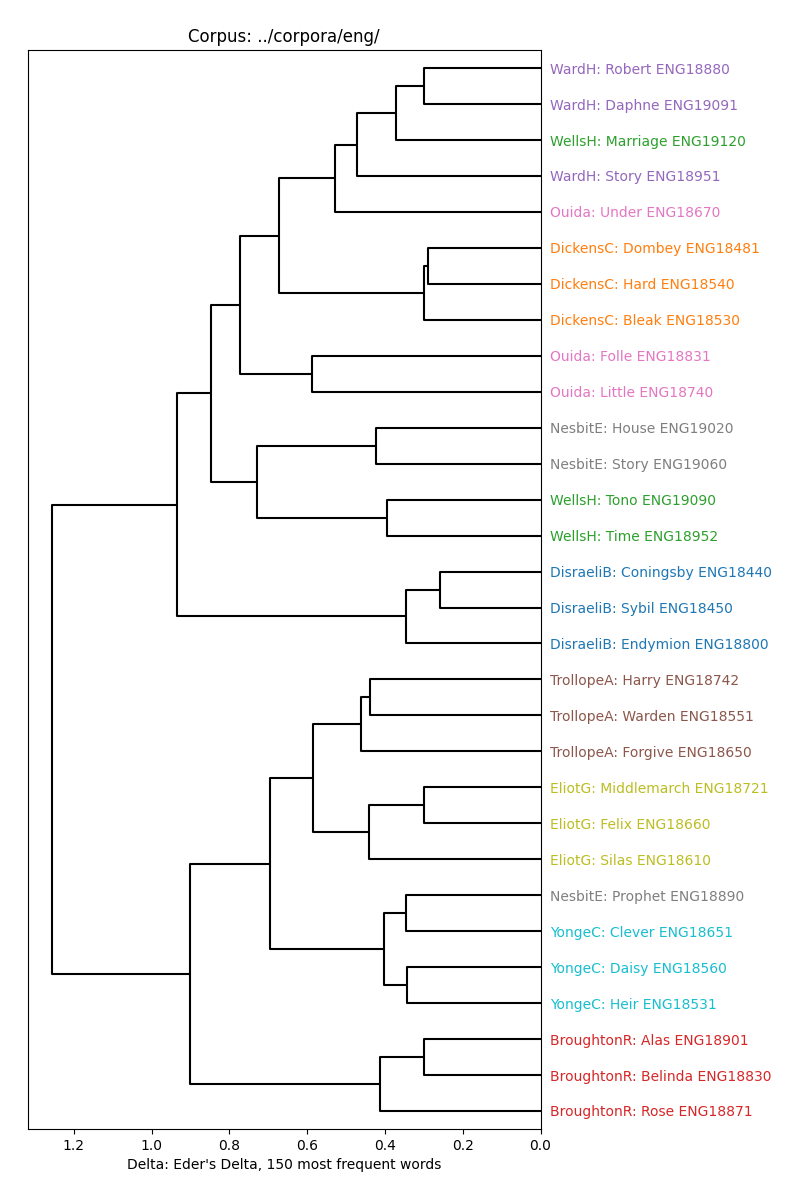 Corpus: ../corpora/eng/
WardH: Robert ENG18880
WardH: Daphne ENG19091
WellsH: Marriage ENG19120
WardH: Story ENG18951
Ouida: Under ENG18670
DickensC: Dombey ENG18481
DickensC: Hard ENG18540
DickensC: Bleak ENG18530
Ouida: Folle ENG18831
Ouida: Little ENG18740
NesbitE: House ENG19020
NesbitE: Story ENG19060
WellsH: Tono ENG19090
WellsH: Time ENG18952
DisraeliB: Coningsby ENG18440
DisraeliB: Sybil ENG18450
DisraeliB: Endymion ENG18800
TrollopeA: Harry ENG18742
TrollopeA: Warden ENG18551
TrollopeA: Forgive ENG18650
EliotG: Middlemarch ENG18721
EliotG: Felix ENG18660
EliotG: Silas ENG18610
NesbitE: Prophet ENG18890
YongeC: Clever ENG18651
YongeC: Daisy ENG18560
YongeC: Heir ENG18531
BroughtonR: Alas ENG18901
BroughtonR: Belinda ENG18830
BroughtonR: Rose ENG18871
1.2 1.0 0.8 0.6 0.4 0.2 0.0
Delta: Eder's Delta, 150 most frequent words